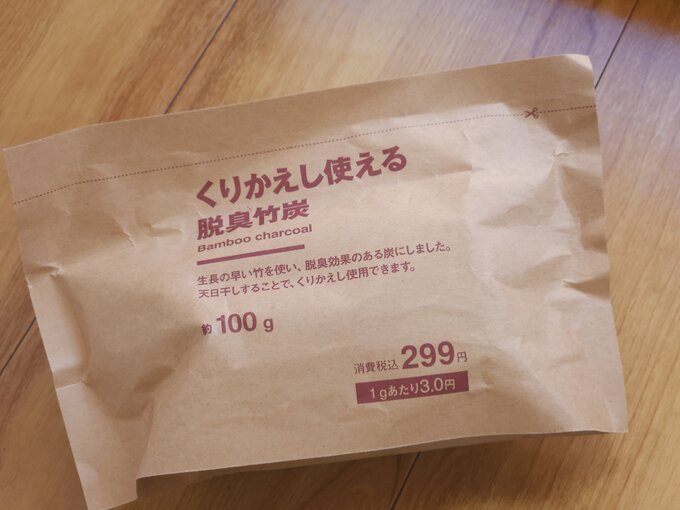 くりかえし使える
脱臭竹炭
Bamboo charcoal
生長の早い竹を使い、脱臭効果のある炭にしました。
天日干しすることで、くりかえし使用できます。
約100g
消費税込299円
1gあたり3.0円